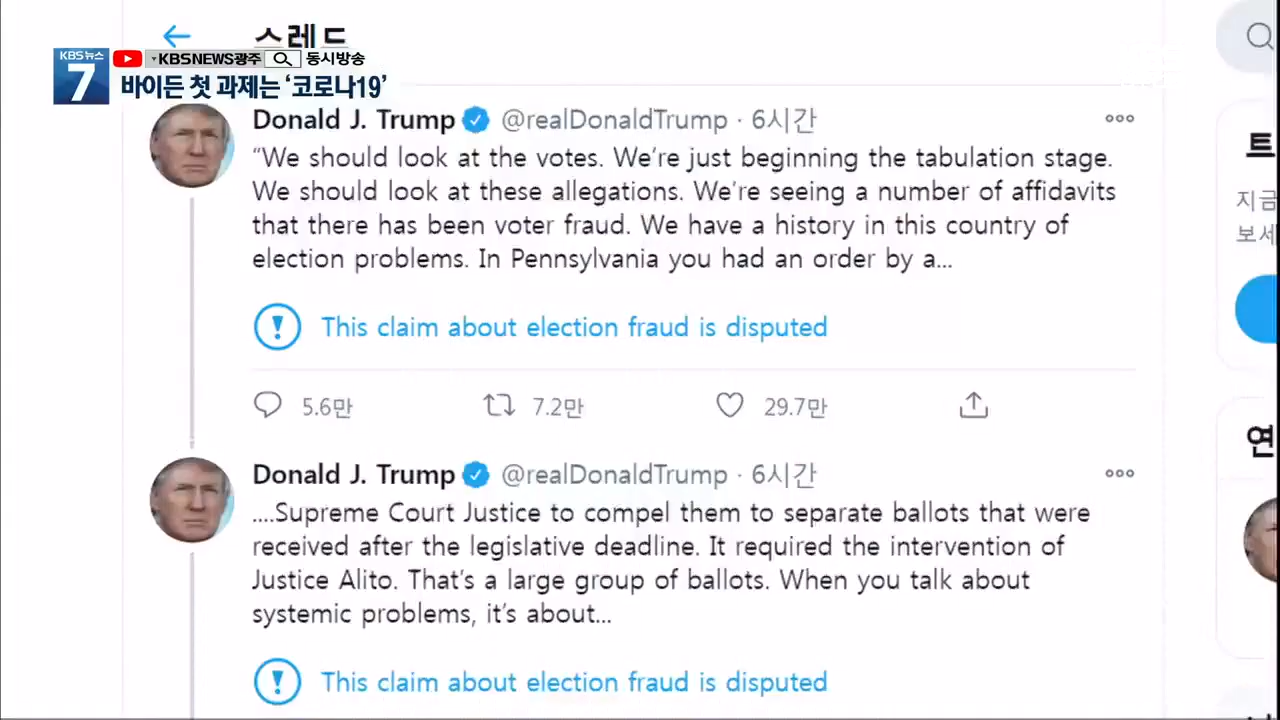 스레드
KBS뉴스
7
KBSNEWS광주 동시방송
바이든 첫 과제는 ‘코로나19’
Donald J. Trump @realDonaldTrump · 6시간
“We should look at the votes. We’re just beginning the tabulation stage.
We should look at these allegations. We’re seeing a number of affidavits
that there has been voter fraud. We have a history in this country of
election problems. In Pennsylvania you had an order by a...
This claim about election fraud is disputed
5.6만 7.2만 29.7만
Donald J. Trump @realDonaldTrump · 6시간
....Supreme Court Justice to compel them to separate ballots that were
received after the legislative deadline. It required the intervention of
Justice Alito. That’s a large group of ballots. When you talk about
systemic problems, it’s about...
This claim about election fraud is disputed
트
지금
보세
연